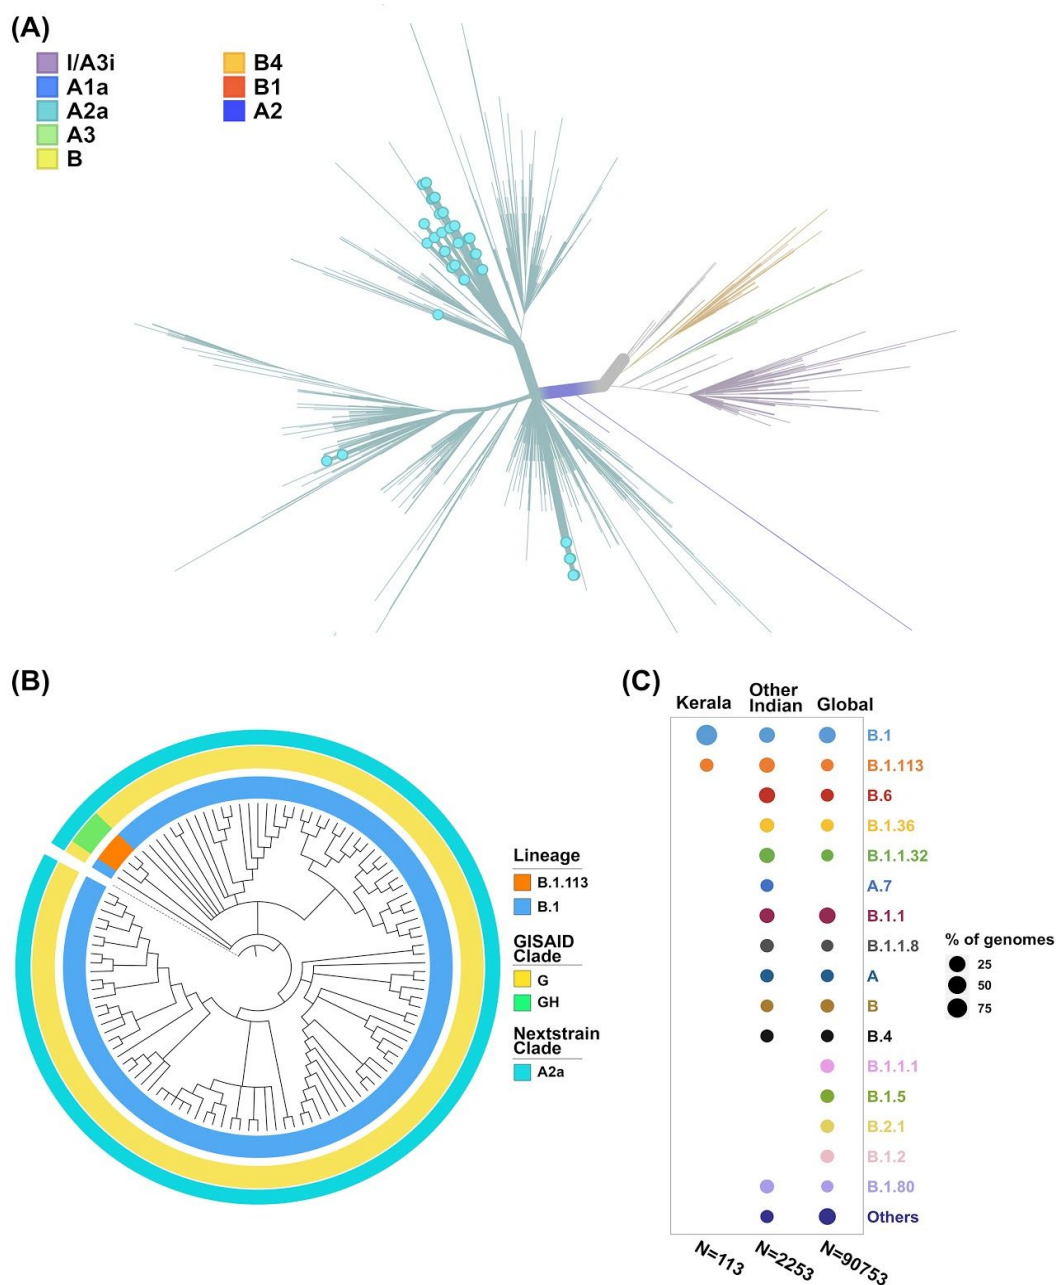 (A)
I/A3i
A1a
A2a
A3
B
B4
B1
A2
(B)
Lineage
B.1.113
B.1
GISAID
Clade
G
GH
Nextstrain
Clade
A2a
(C)
Kerala
Other
Indian
Global
B.1
B.1.113
B.6
B.1.36
B.1.1.32
A.7
B.1.1
B.1.1.8
A
B
B.4
B.1.1.1
B.1.5
B.2.1
B.1.2
B.1.80
Others
N=113
N=2253
N=90753
% of genomes
25
50
75